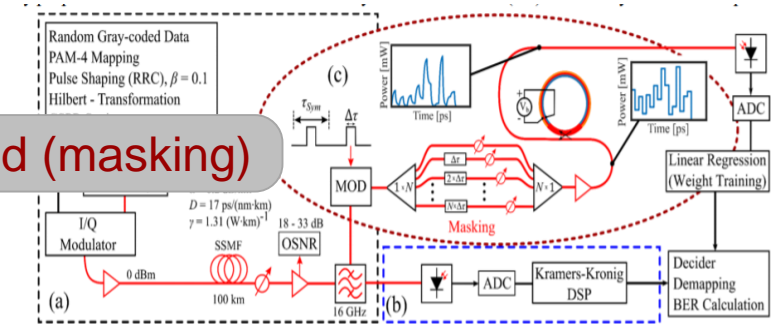 Random Gray-coded Data
PAM-4 Mapping
Pulse Shaping (RRC), β = 0.1
Hilbert - Transformation
d (masking)
D = 17 ps/(nm·km)
γ = 1.31 (W·km)⁻¹
I/Q
Modulator
0 dBm
SSMF
100 km
18 - 33 dB
OSNR
16 GHz
(a)
(c)
τSym
Δτ
MOD
1×N
Δτ
2×Δτ
N×Δτ
N×1
Masking
Power [mW]
Time [ps]
Power [mW]
Time [ps]
ADC
Linear Regression
(Weight Training)
(b)
ADC
Kramers-Kronig
DSP
Decider
Demapping
BER Calculation